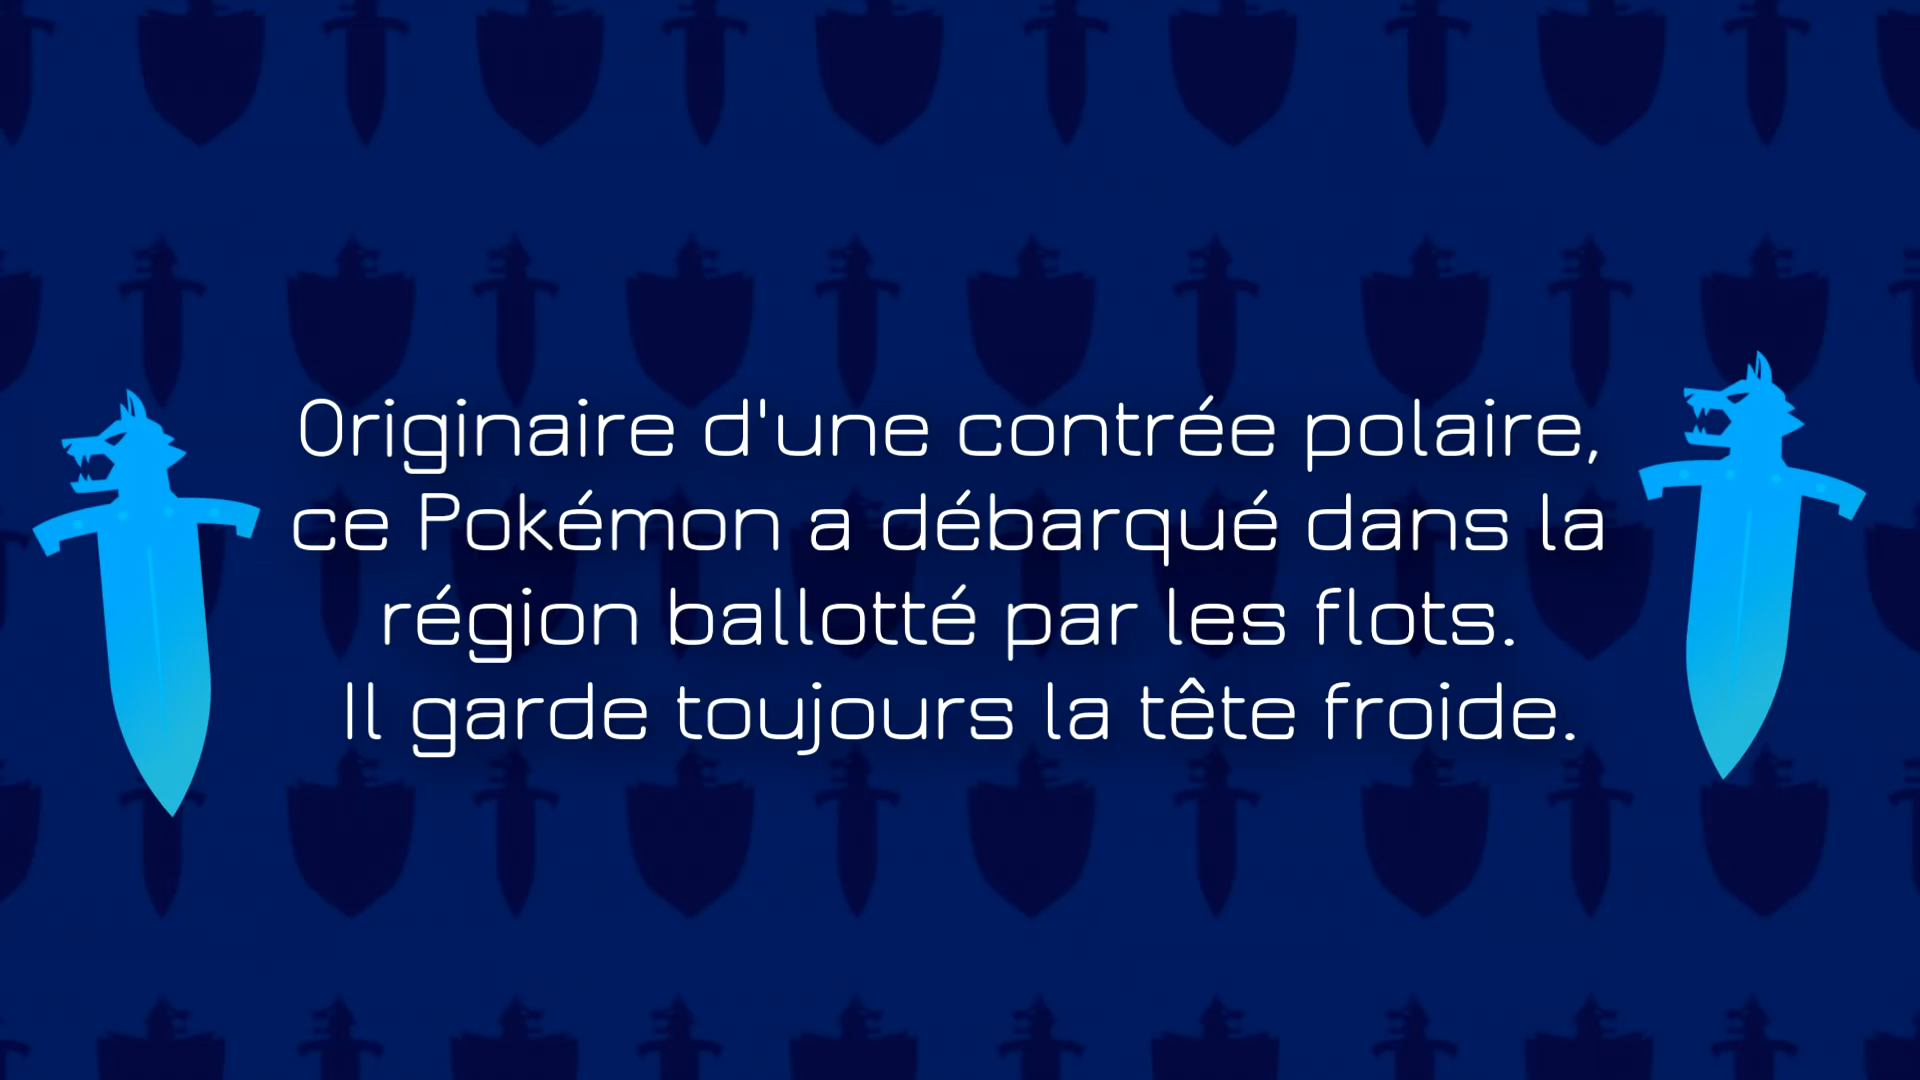 Originaire d'une contrée polaire,
ce Pokémon a débarqué dans la
région ballotté par les flots.
Il garde toujours la tête froide.